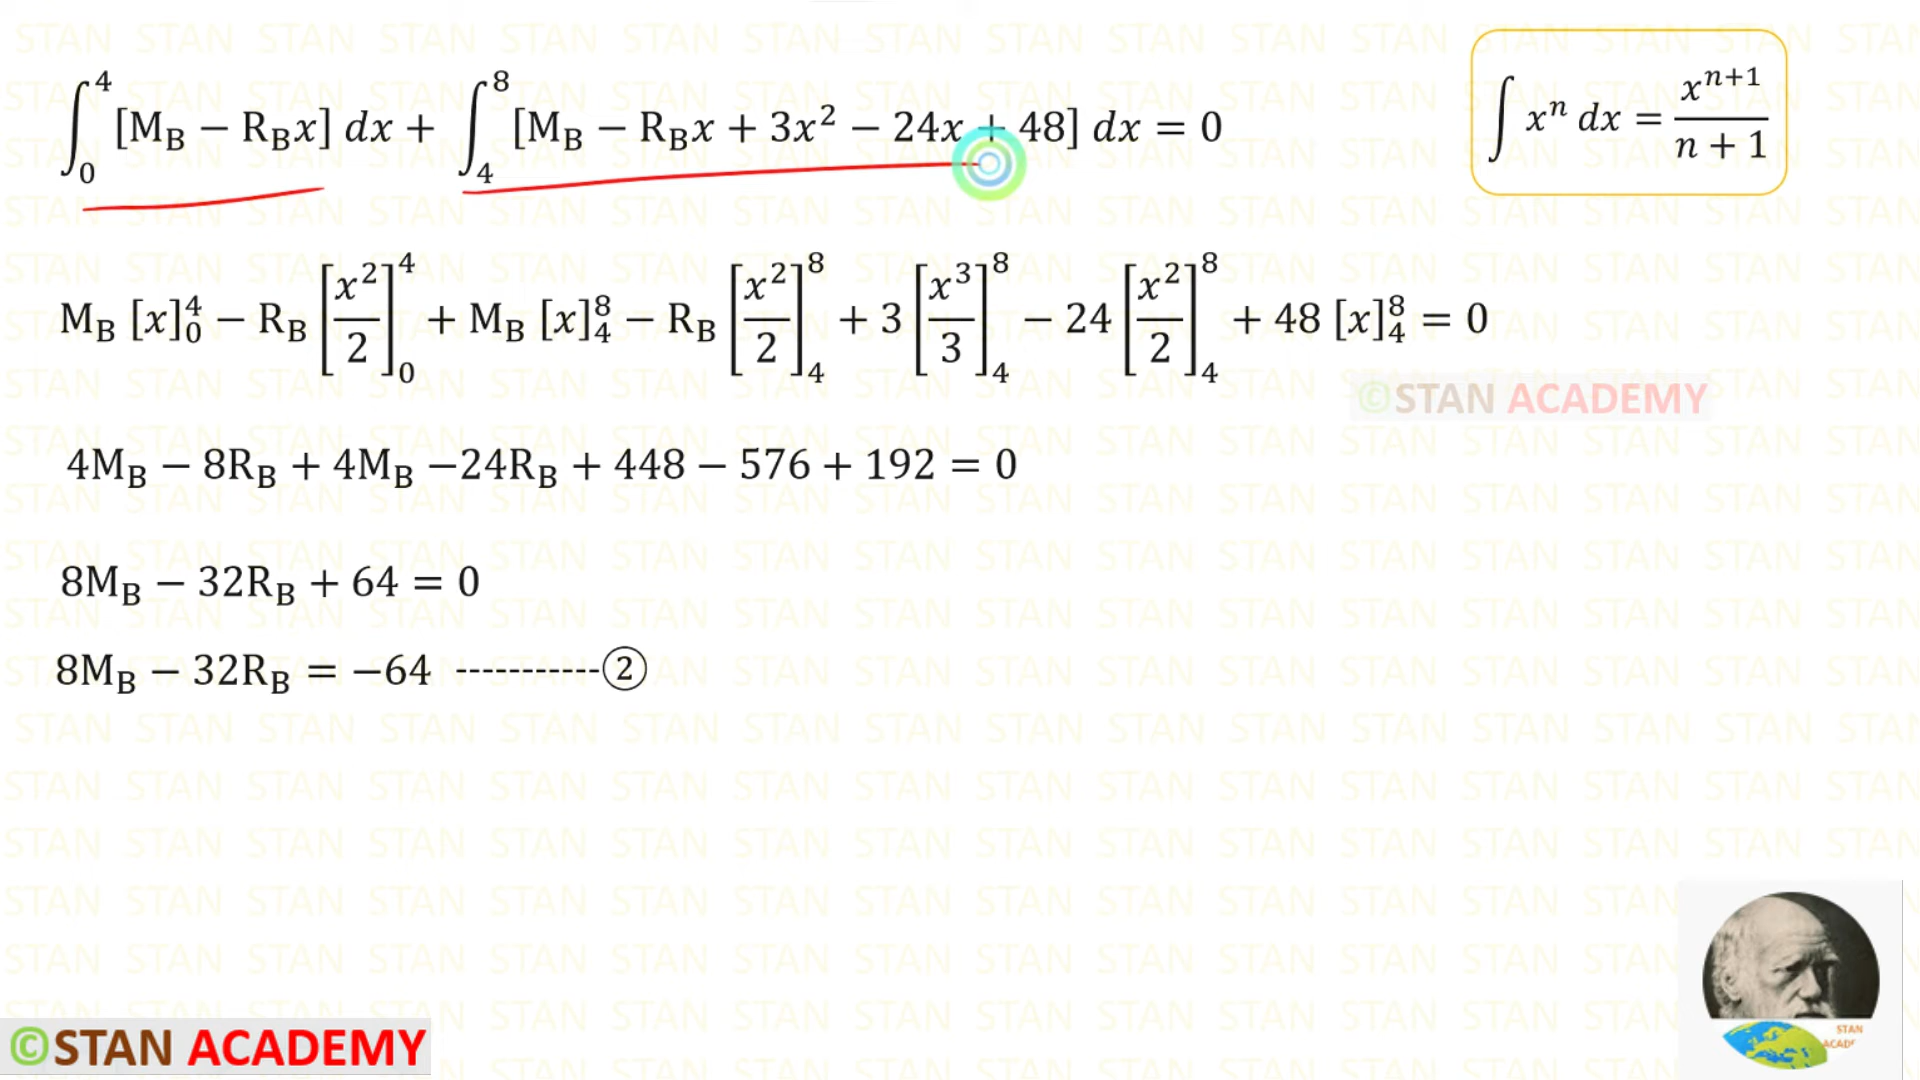 ∫₀⁴ [M_B − R_B x] dx + ∫₄⁸ [M_B − R_B x + 3x² − 24x + 48] dx = 0
∫ xⁿ dx = xⁿ⁺¹ / n + 1
M_B [x]₀⁴ − R_B [x²/2]₀⁴ + M_B [x]₄⁸ − R_B [x²/2]₄⁸ + 3 [x³/3]₄⁸ − 24 [x²/2]₄⁸ + 48 [x]₄⁸ = 0
©STAN ACADEMY
4M_B − 8R_B + 4M_B −24R_B + 448 − 576 + 192 = 0
8M_B − 32R_B + 64 = 0
8M_B − 32R_B = −64 -----------②
©STAN ACADEMY
STAN